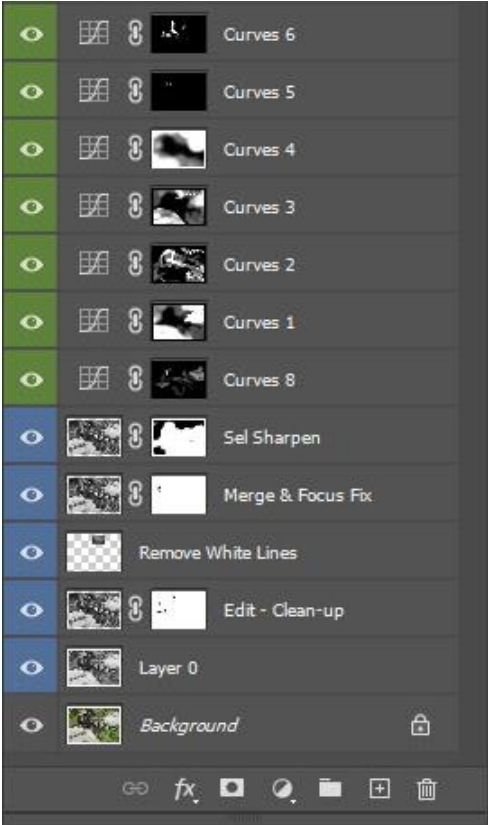 Curves 6
Curves 5
Curves 4
Curves 3
Curves 2
Curves 1
Curves 8
Sel Sharpen
Merge & Focus Fix
Remove White Lines
Edit - Clean-up
Layer 0
Background
fx